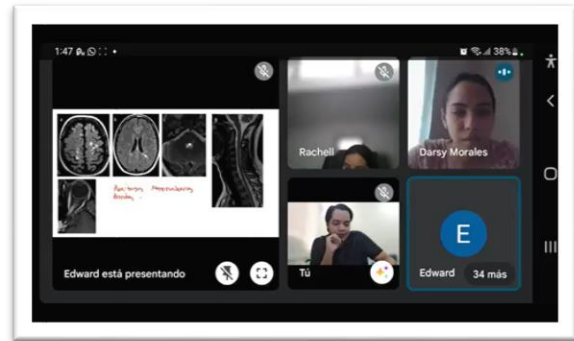 1:47
38%
Edward está presentando
Rachell
Darsy Morales
Tú
E
Edward
34 más